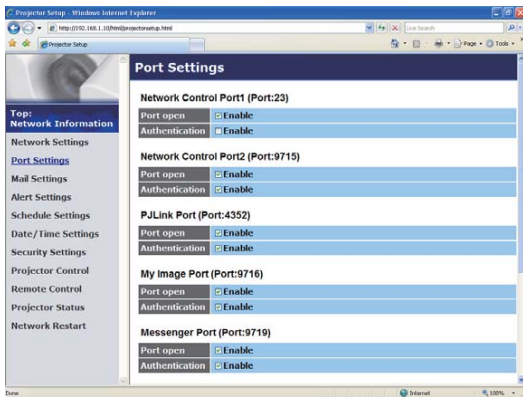 Projector Setup - Windows Internet Explorer
http://192.168.1.10/html/projectorsetup.html
Live Search
Projector Setup
Page
Tools
Top:
Network Information
Network Settings
Port Settings
Mail Settings
Alert Settings
Schedule Settings
Date/Time Settings
Security Settings
Projector Control
Remote Control
Projector Status
Network Restart
Port Settings
Network Control Port1 (Port:23)
Port open Enable
Authentication Enable
Network Control Port2 (Port:9715)
Port open Enable
Authentication Enable
PJLink Port (Port:4352)
Port open Enable
Authentication Enable
My Image Port (Port:9716)
Port open Enable
Authentication Enable
Messenger Port (Port:9719)
Port open Enable
Authentication Enable
Done
Internet
100%